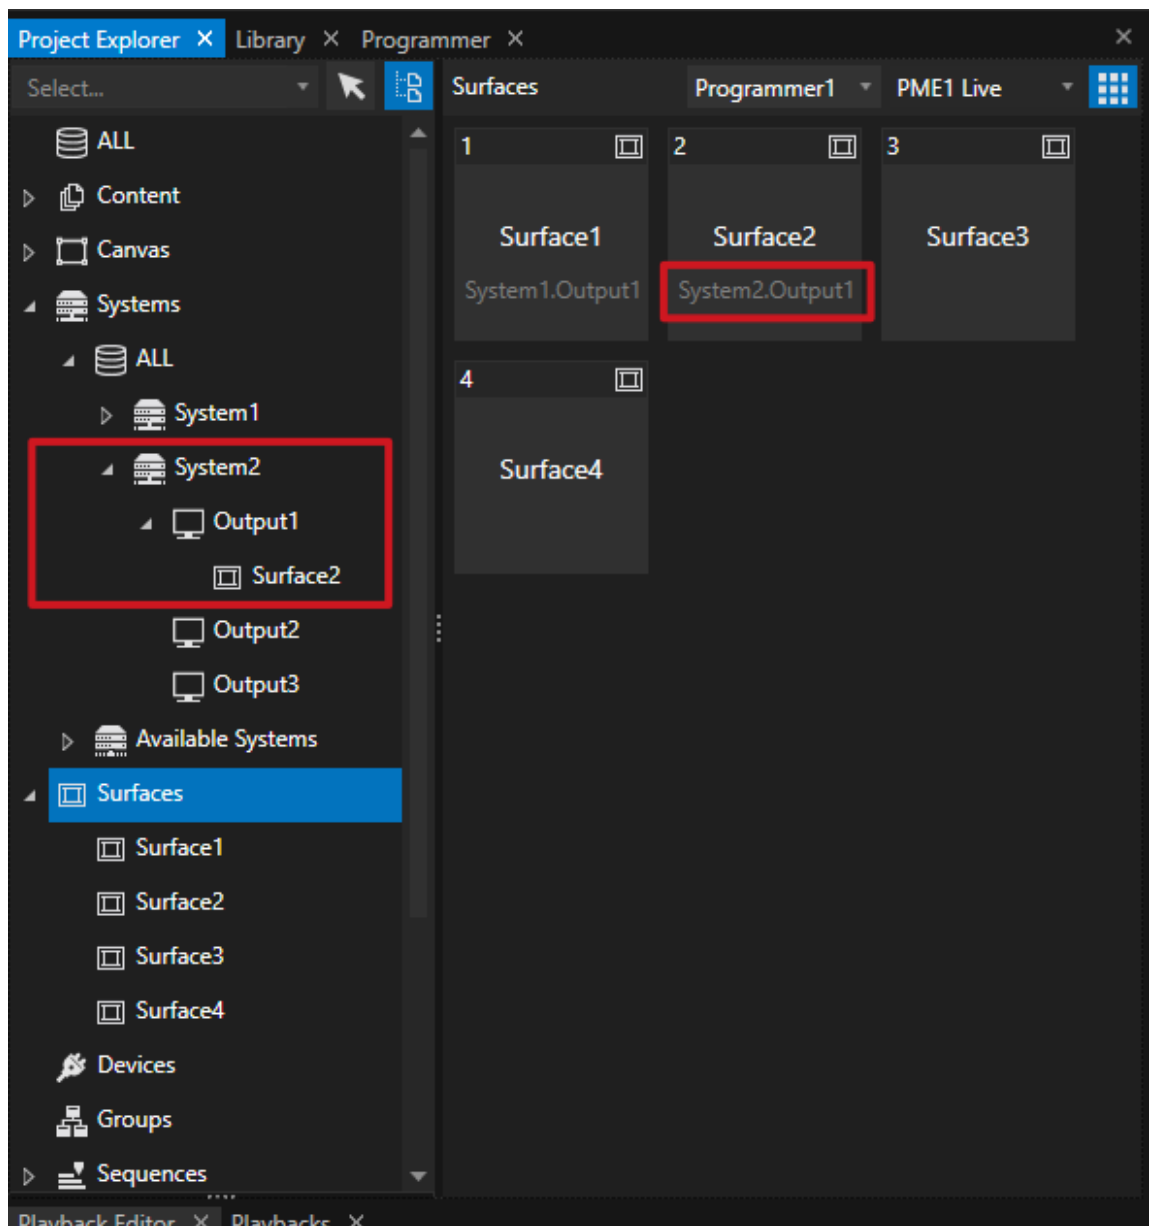 Project Explorer
Library
Programmer
Select...
Surfaces
Programmer1
PME1 Live
ALL
Content
Canvas
Systems
ALL
System1
System2
Output1
Surface2
Output2
Output3
Available Systems
Surfaces
Surface1
Surface2
Surface3
Surface4
Devices
Groups
Sequences
1
Surface1
System1.Output1
2
Surface2
System2.Output1
3
Surface3
4
Surface4
Playback Editor
Playbacks